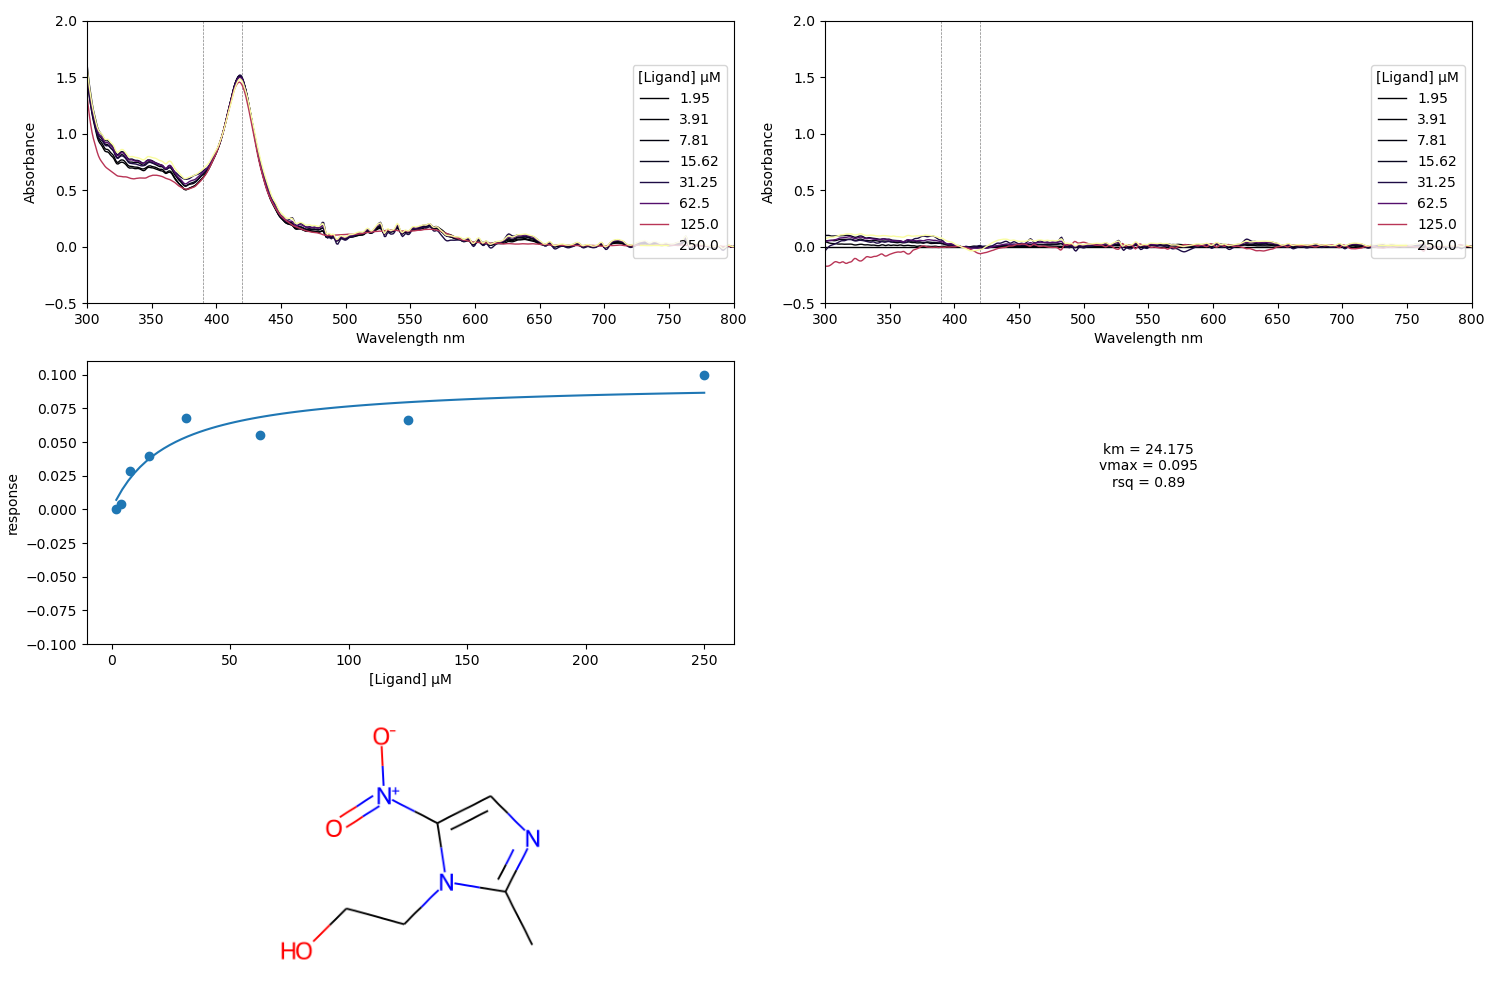 2.0
1.5
1.0
0.5
0.0
−0.5
Absorbance
300 350 400 450 500 550 600 650 700 750 800
Wavelength nm
[Ligand] µM
1.95
3.91
7.81
15.62
31.25
62.5
125.0
250.0
2.0
1.5
1.0
0.5
0.0
−0.5
Absorbance
300 350 400 450 500 550 600 650 700 750 800
Wavelength nm
[Ligand] µM
1.95
3.91
7.81
15.62
31.25
62.5
125.0
250.0
0.100
0.075
0.050
0.025
0.000
−0.025
−0.050
−0.075
−0.100
response
0 50 100 150 200 250
[Ligand] µM
km = 24.175
vmax = 0.095
rsq = 0.89
O-
N+
O
N
N
HO